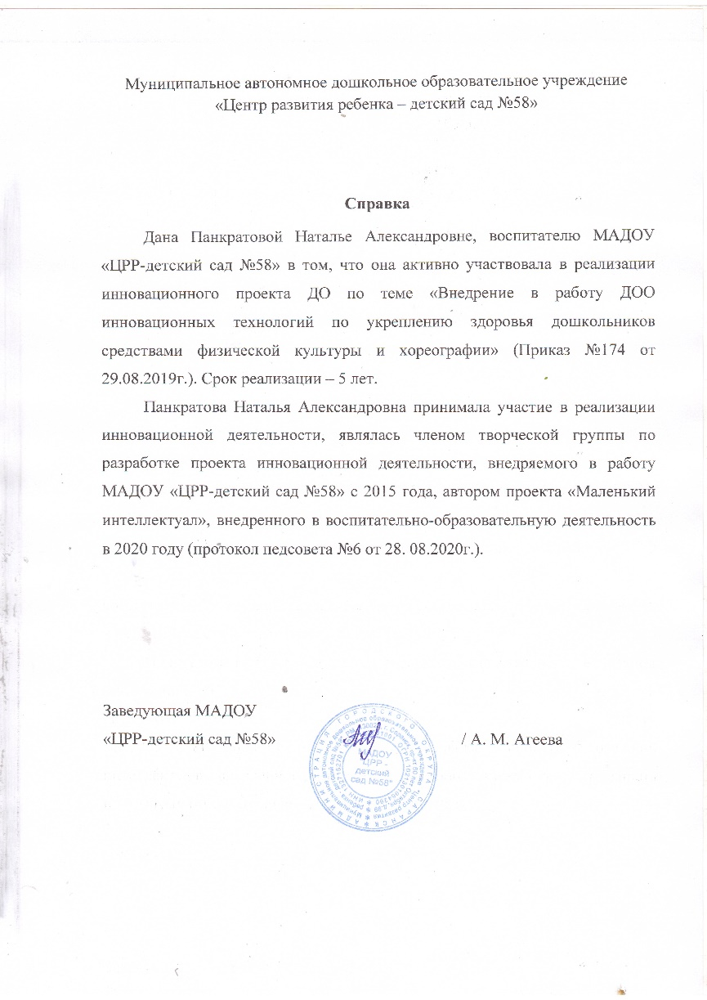 Муниципальное автономное дошкольное образовательное учреждение
«Центр развития ребенка – детский сад №58»
Справка
Дана Панкратовой Наталье Александровне, воспитателю МАДОУ
«ЦРР-детский сад №58» в том, что она активно участвовала в реализации
инновационного проекта ДО по теме «Внедрение в работу ДОО
инновационных технологий по укреплению здоровья дошкольников
средствами физической культуры и хореографии» (Приказ №174 от
29.08.2019г.). Срок реализации – 5 лет.
Панкратова Наталья Александровна принимала участие в реализации
инновационной деятельности, являлась членом творческой группы по
разработке проекта инновационной деятельности, внедряемого в работу
МАДОУ «ЦРР-детский сад №58» с 2015 года, автором проекта «Маленький
интеллектуал», внедренного в воспитательно-образовательную деятельность
в 2020 году (протокол педсовета №6 от 28. 08.2020г.).
Заведующая МАДОУ
«ЦРР-детский сад №58» / А. М. Агеева
МАДОУ
"ЦРР -
детский
сад №58"
АДМИНИСТРАЦИЯ ГОРОДСКОГО ОКРУГА САРАНСК